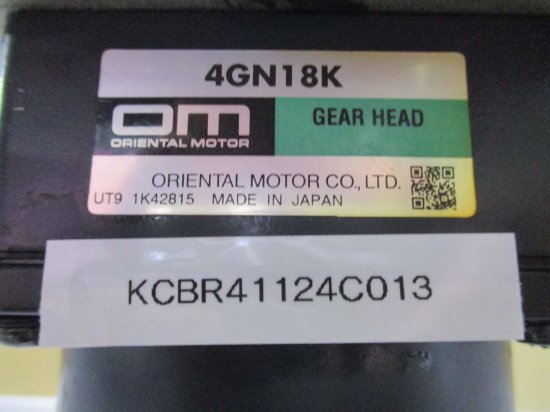 4GN18K
OM
ORIENTAL MOTOR
GEAR HEAD
ORIENTAL MOTOR CO., LTD.
UT9 1K42815 MADE IN JAPAN
KCBR41124C013